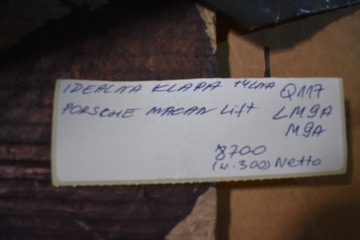 IDEALNA KLAPA TYLNA Q117
PORSCHE MACAN Lift LM9A
M9A
8700
(4.300) Netto